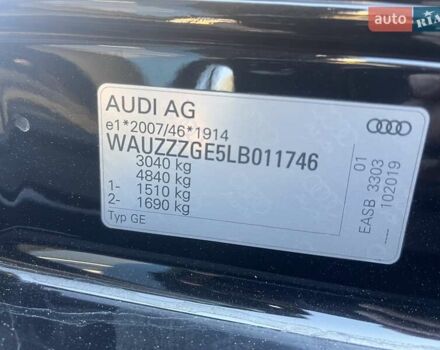 auto RIA
AUDI AG
e1*2007/46*1914
WAUZZZGE5LB011746
3040 kg
4840 kg
1- 1510 kg
2- 1690 kg
Typ GE
01
EASB 3303
102019